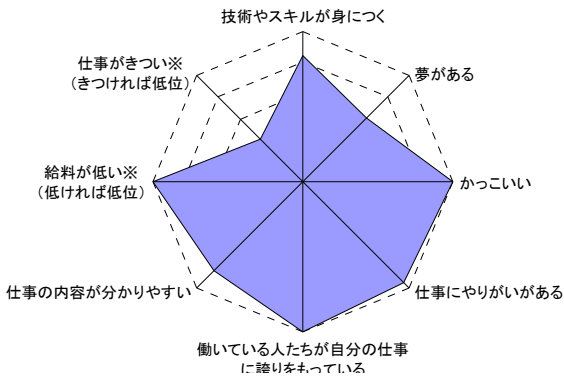 技術やスキルが身につく
仕事がきつい※
（きつければ低位）
夢がある
給料が低い※
（低ければ低位）
かっこいい
仕事の内容が分かりやすい
仕事にやりがいがある
働いている人たちが自分の仕事
に誇りをもっている